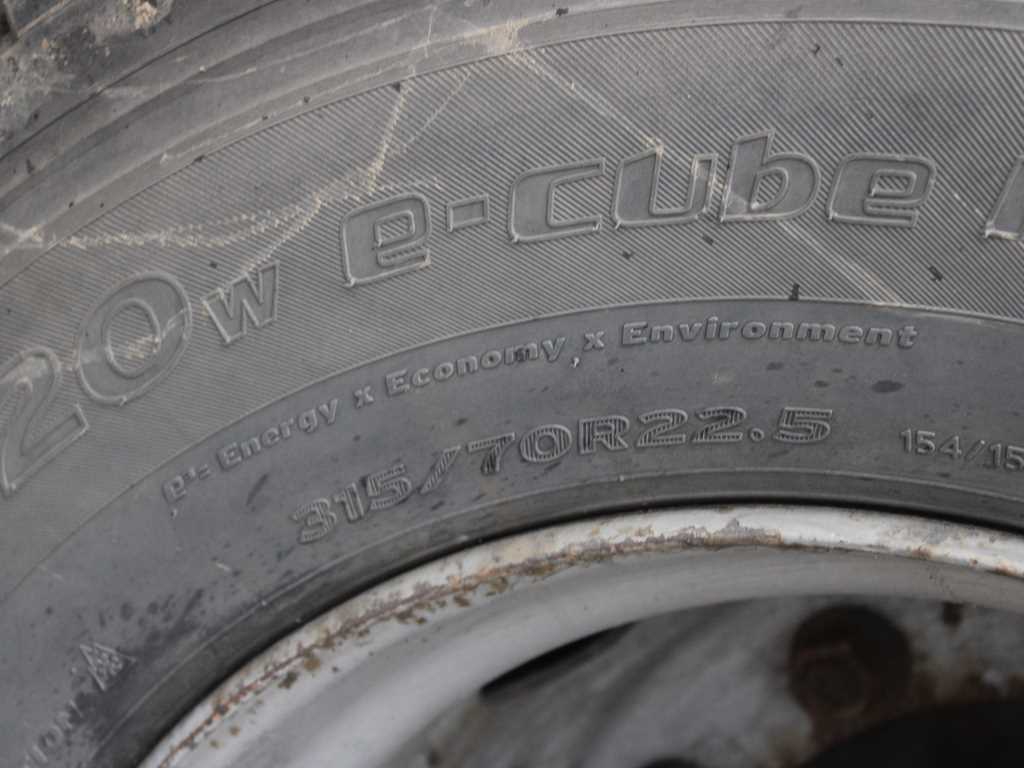 20W e-cube
e³= Energy x Economy x Environment
315/70R22.5 154/15